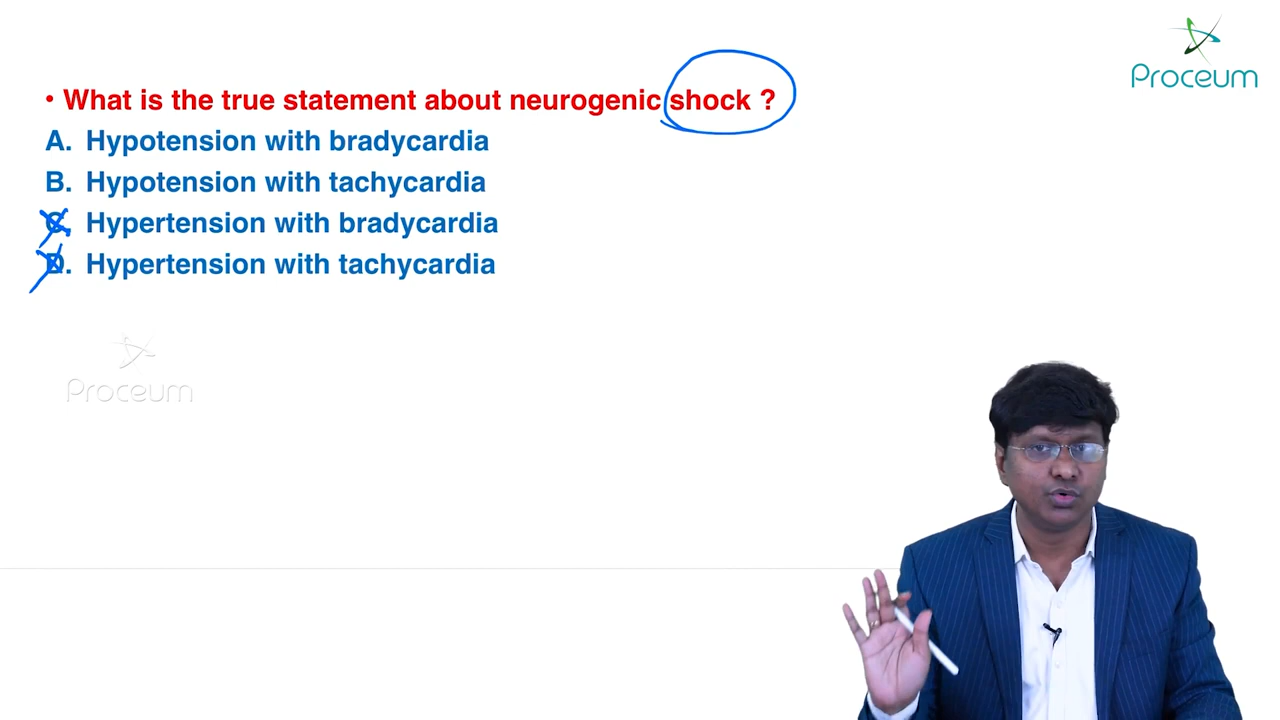 Proceum
• What is the true statement about neurogenic shock ?
A. Hypotension with bradycardia
B. Hypotension with tachycardia
C. Hypertension with bradycardia
D. Hypertension with tachycardia
Proceum